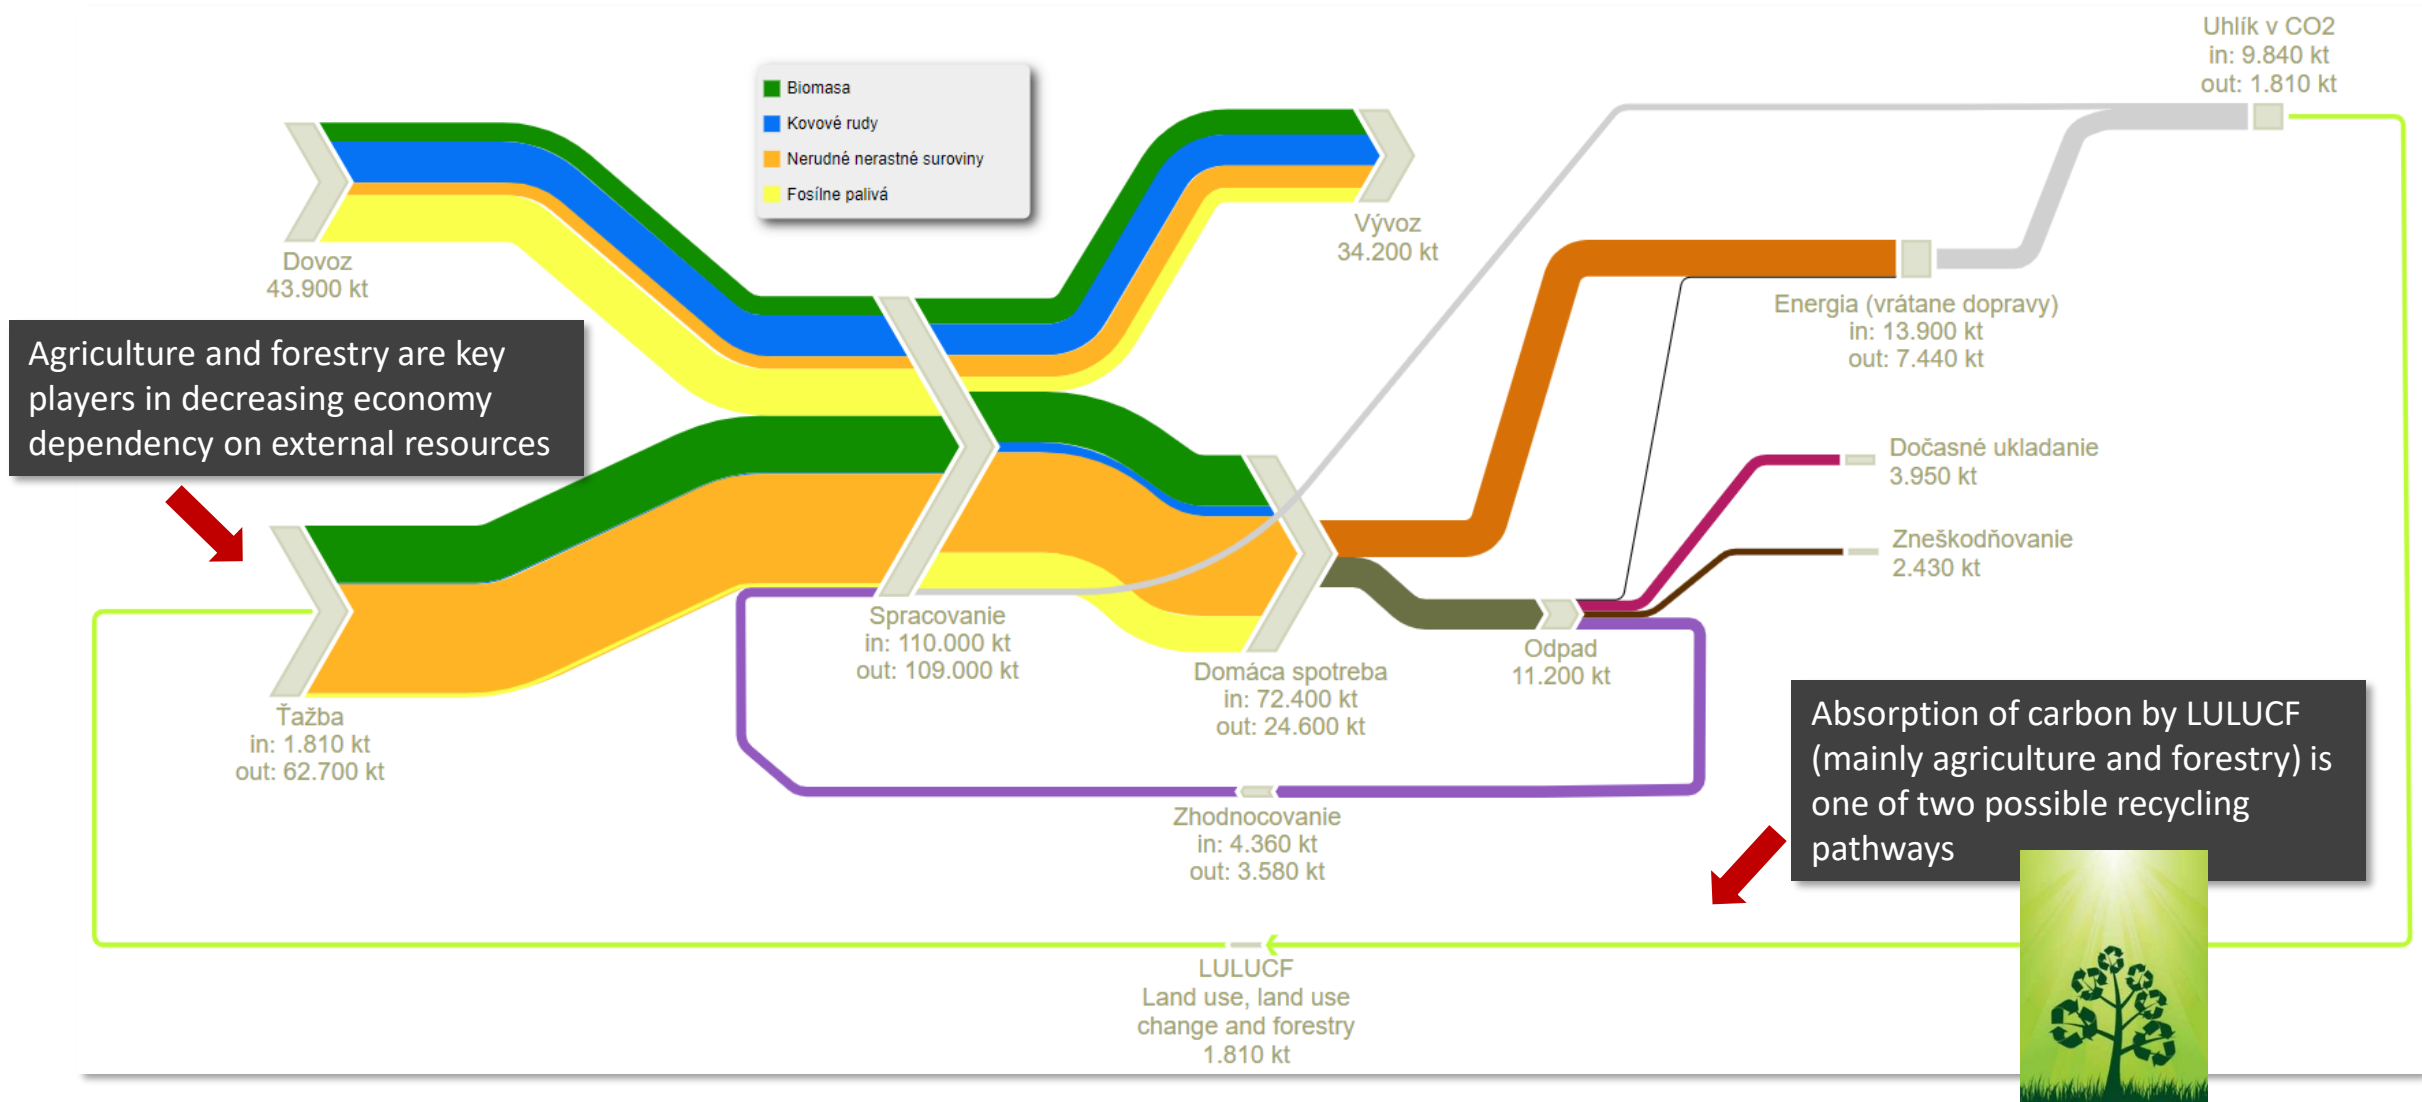 Uhlík v CO2
in: 9.840 kt
out: 1.810 kt
Biomasa
Kovové rudy
Nerudné nerastné suroviny
Fosílne palivá
Vývoz
34.200 kt
Dovoz
43.900 kt
Energia (vrátane dopravy)
in: 13.900 kt
out: 7.440 kt
Agriculture and forestry are key
players in decreasing economy
dependency on external resources
Dočasné ukladanie
3.950 kt
Zneškodňovanie
2.430 kt
Spracovanie
in: 110.000 kt
out: 109.000 kt
Odpad
11.200 kt
Domáca spotreba
in: 72.400 kt
out: 24.600 kt
Ťažba
in: 1.810 kt
out: 62.700 kt
Absorption of carbon by LULUCF
(mainly agriculture and forestry) is
one of two possible recycling
pathways
Zhodnocovanie
in: 4.360 kt
out: 3.580 kt
LULUCF
Land use, land use
change and forestry
1.810 kt